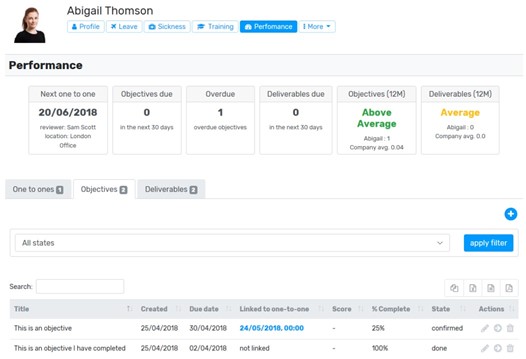 Abigail Thomson
Profile Leave Sickness Training Perfomance More
Performance
Next one to one Objectives due Overdue Deliverables due Objectives (12M) Deliverables (12M)
20/06/2018 0 1 0 Above Average Average
reviewer: Sam Scott
location: London
Office
in the next 30 days
overdue objectives
in the next 30 days
Abigail : 1
Company avg. 0.04
Abigail : 0
Company avg. 0.0
One to ones 1 Objectives 2 Deliverables 2
All states apply filter
Search:
Title Created Due date Linked to one-to-one Score % Complete State Actions
This is an objective 25/04/2018 30/04/2018 24/05/2018, 00:00 - 25% confirmed
This is an objective I have completed 25/04/2018 02/04/2018 not linked - 100% done